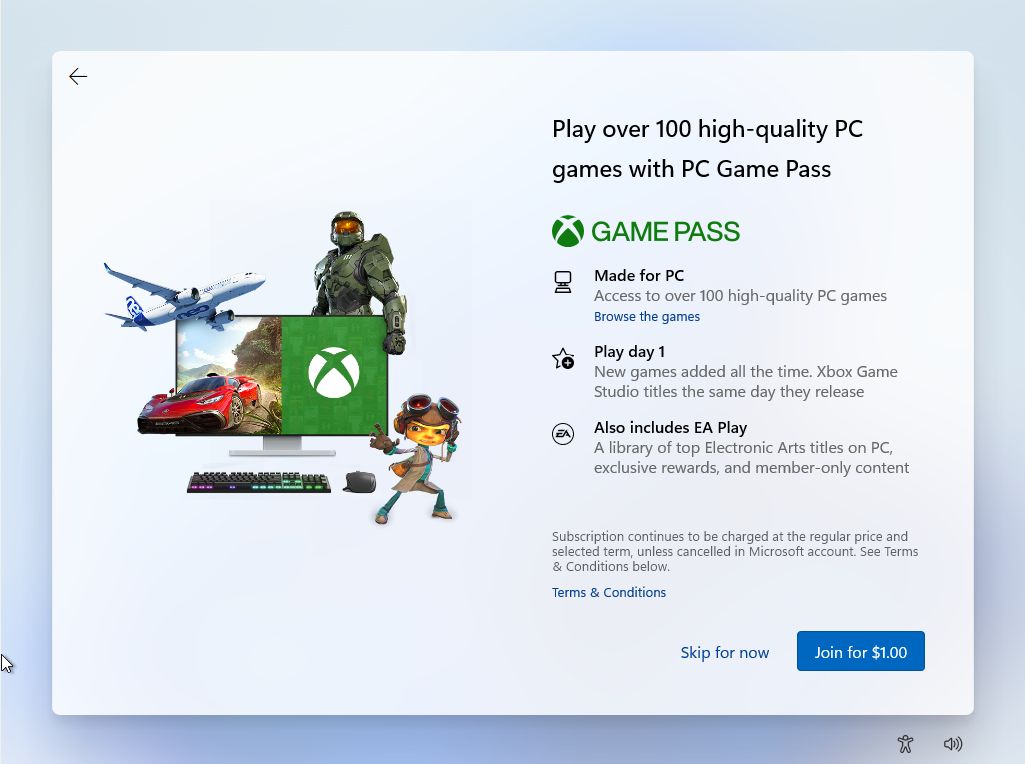 Play over 100 high-quality PC
games with PC Game Pass
GAME PASS
Made for PC
Access to over 100 high-quality PC games
Browse the games
Play day 1
New games added all the time. Xbox Game
Studio titles the same day they release
EA
Also includes EA Play
A library of top Electronic Arts titles on PC,
exclusive rewards, and member-only content
Subscription continues to be charged at the regular price and
selected term, unless cancelled in Microsoft account. See Terms
& Conditions below.
Terms & Conditions
Skip for now
Join for $1.00